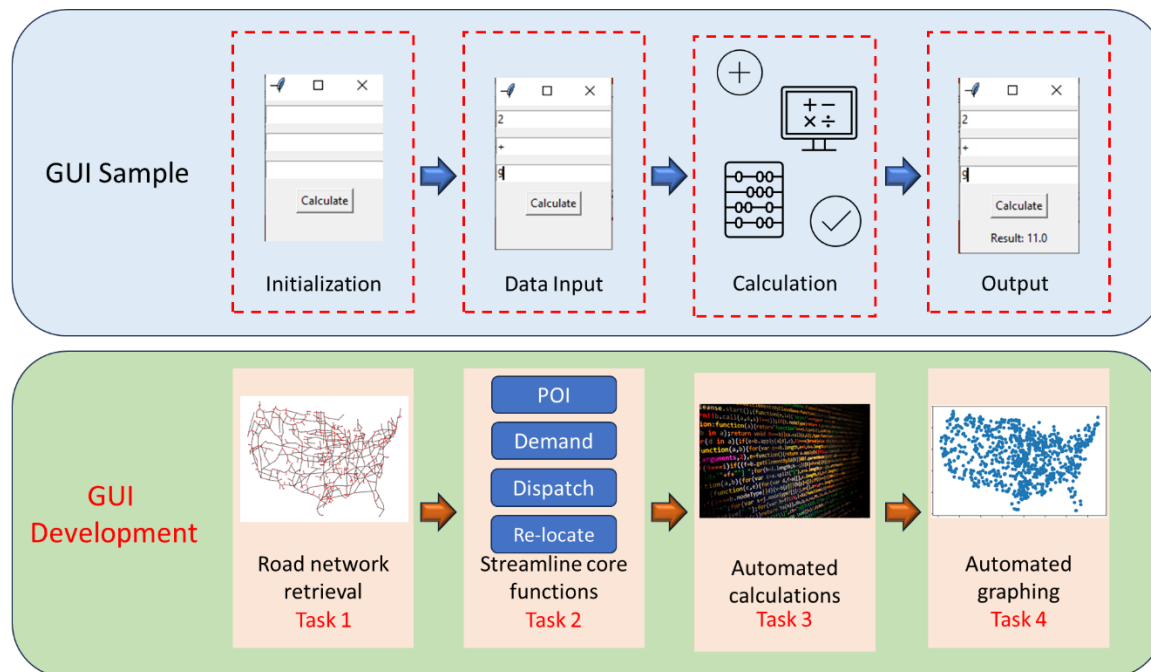 GUI Sample
2
+
9
Calculate
Calculate
2
+
9
Calculate
Result: 11.0
+ −
× ÷
Initialization
Data Input
Calculation
Output
GUI
Development
POI
Demand
Dispatch
Re-locate
Road network
retrieval
Task 1
Streamline core
functions
Task 2
Automated
calculations
Task 3
Automated
graphing
Task 4